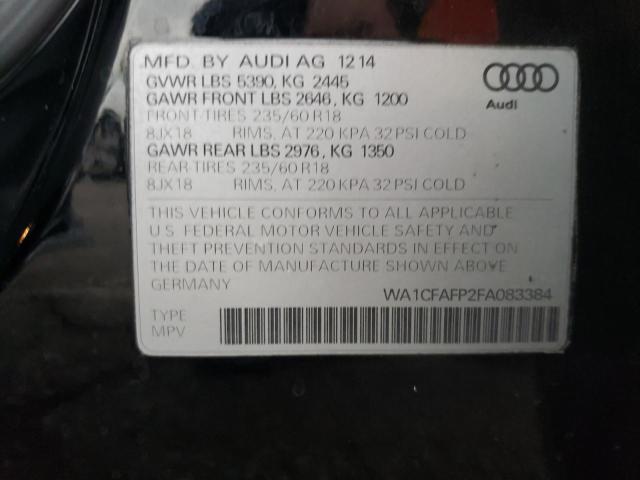 MFD. BY AUDI AG 1214
GVWR LBS 5390, KG 2445
GAWR FRONT LBS 2646, KG 1200
FRONT-TIRES 235/60 R18
8JX18 RIMS, AT 220 KPA 32 PSI COLD
GAWR REAR LBS 2976, KG 1350
REAR-TIRES 235/60 R18
8JX18 RIMS, AT 220 KPA 32 PSI COLD
Audi
THIS VEHICLE CONFORMS TO ALL APPLICABLE
U.S. FEDERAL MOTOR VEHICLE SAFETY AND
THEFT PREVENTION STANDARDS IN EFFECT ON
THE DATE OF MANUFACTURE SHOWN ABOVE
GERMANY
WA1CFAFP2FA083384
TYPE
MPV